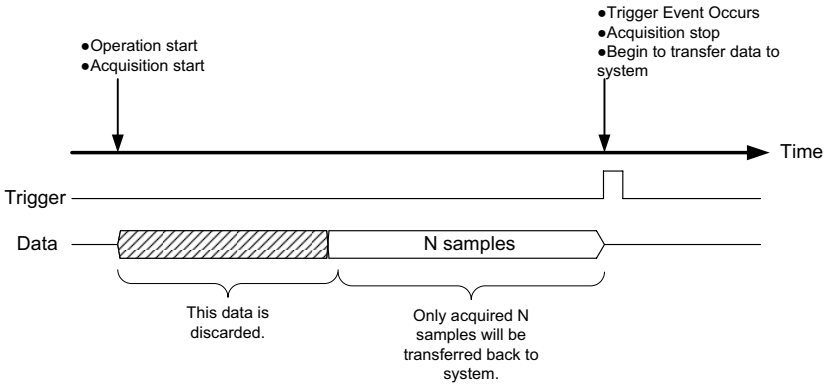 ●Operation start
●Acquisition start
●Trigger Event Occurs
●Acquisition stop
●Begin to transfer data to
system
Time
Trigger
Data
N samples
This data is
discarded.
Only acquired N
samples will be
transferred back to
system.